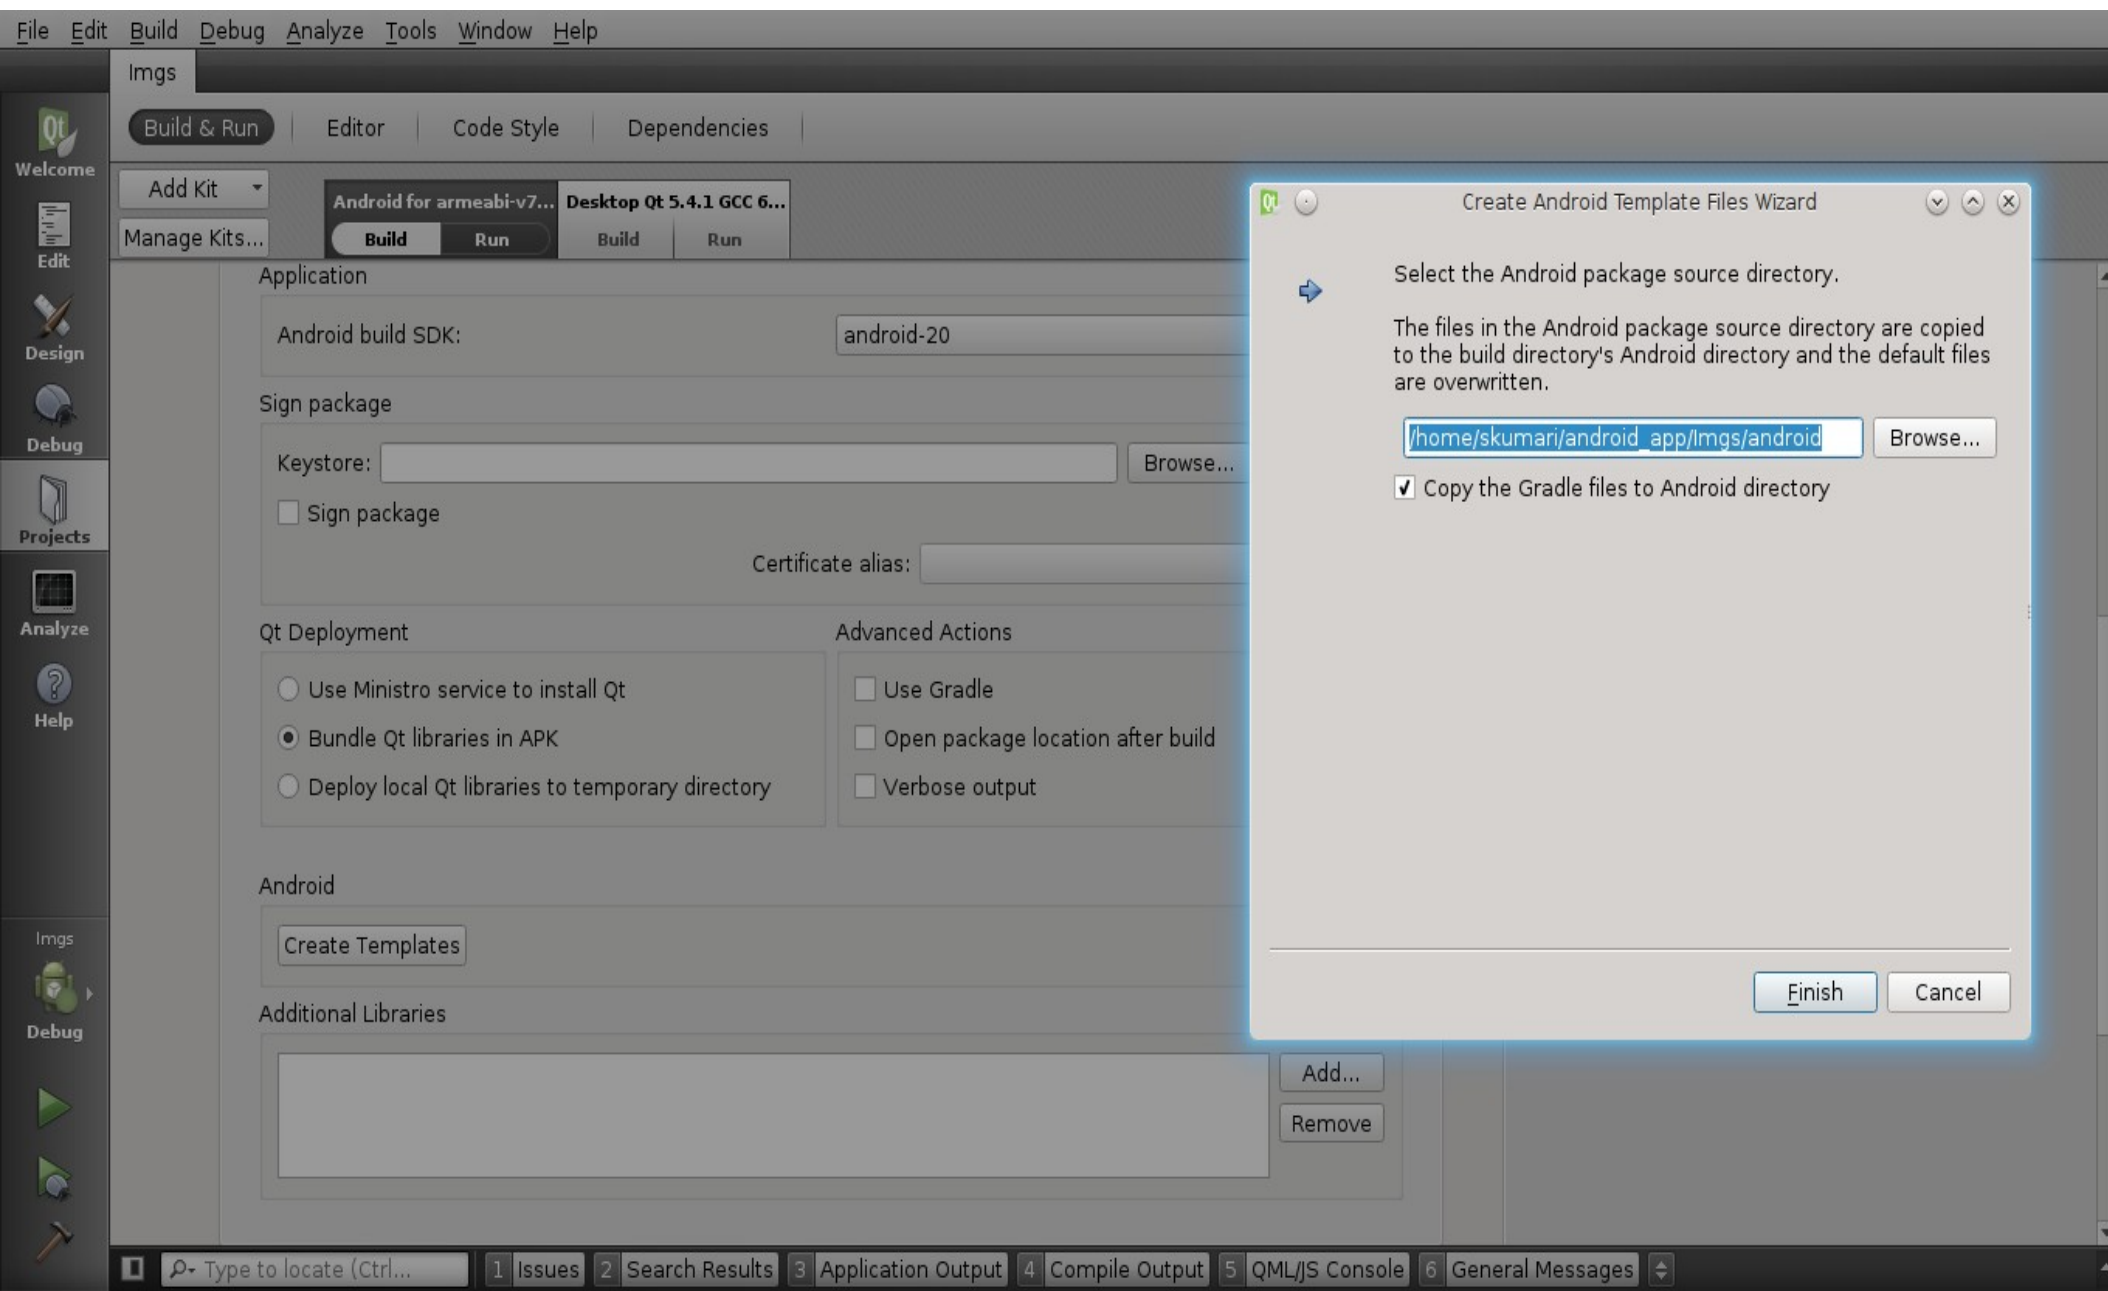 File Edit Build Debug Analyze Tools Window Help
Imgs
Qt
Welcome
Build & Run Editor Code Style Dependencies
Add Kit
Manage Kits...
Android for armeabi-v7...
Build Run
Desktop Qt 5.4.1 GCC 6...
Build Run
Edit
Design
Debug
Projects
Analyze
Help
Imgs
Debug
Application
Android build SDK: android-20
Sign package
Keystore: Browse...
Sign package
Certificate alias:
Qt Deployment
Use Ministro service to install Qt
Bundle Qt libraries in APK
Deploy local Qt libraries to temporary directory
Advanced Actions
Use Gradle
Open package location after build
Verbose output
Android
Create Templates
Additional Libraries
Add...
Remove
Create Android Template Files Wizard
Select the Android package source directory.
The files in the Android package source directory are copied
to the build directory's Android directory and the default files
are overwritten.
/home/skumari/android_app/Imgs/android Browse...
Copy the Gradle files to Android directory
Finish Cancel
Type to locate (Ctrl... 1 Issues 2 Search Results 3 Application Output 4 Compile Output 5 QML/JS Console 6 General Messages